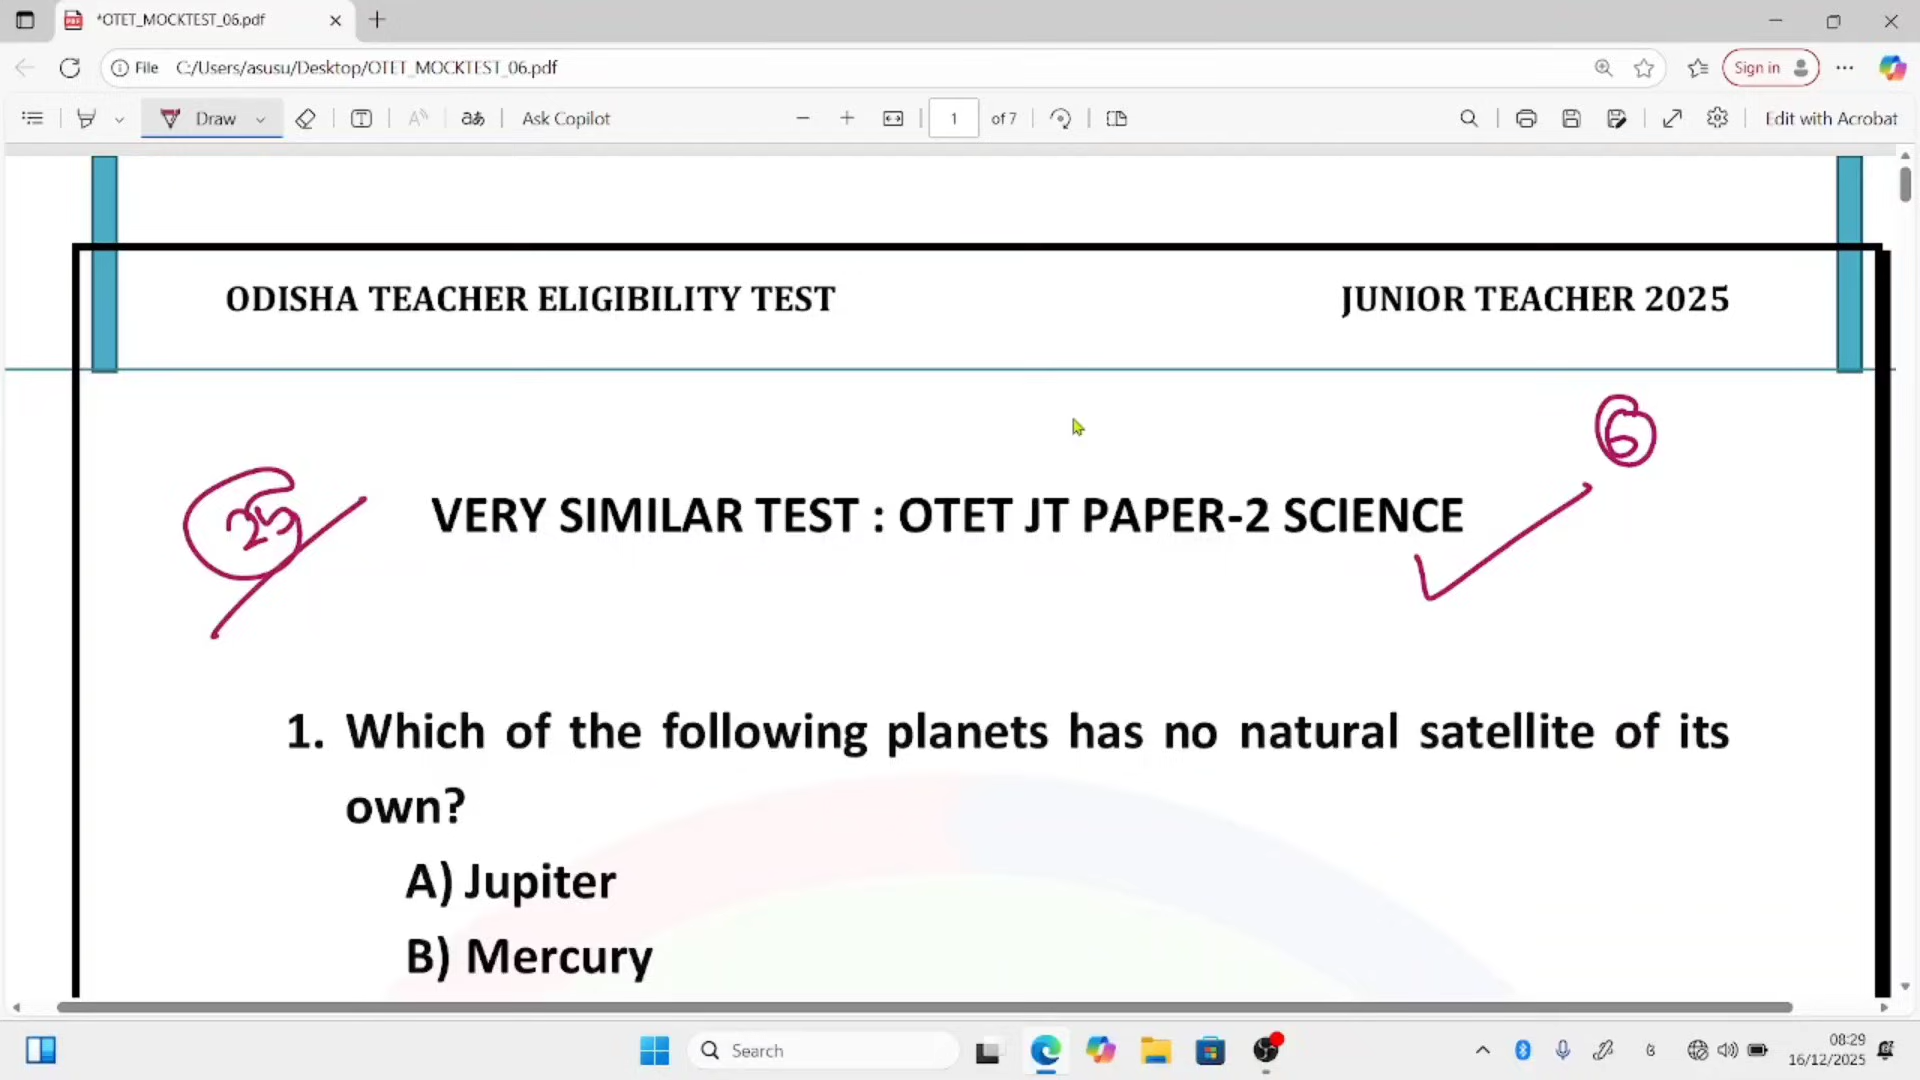 *OTET_MOCKTEST_06.pdf
File C:/Users/asusu/Desktop/OTET_MOCKTEST_06.pdf
Sign in
Draw
Ask Copilot
1 of 7
Edit with Acrobat
ODISHA TEACHER ELIGIBILITY TEST
JUNIOR TEACHER 2025
6
25
VERY SIMILAR TEST : OTET JT PAPER-2 SCIENCE
1. Which of the following planets has no natural satellite of its
own?
A) Jupiter
B) Mercury
Search
08:29
16/12/2025